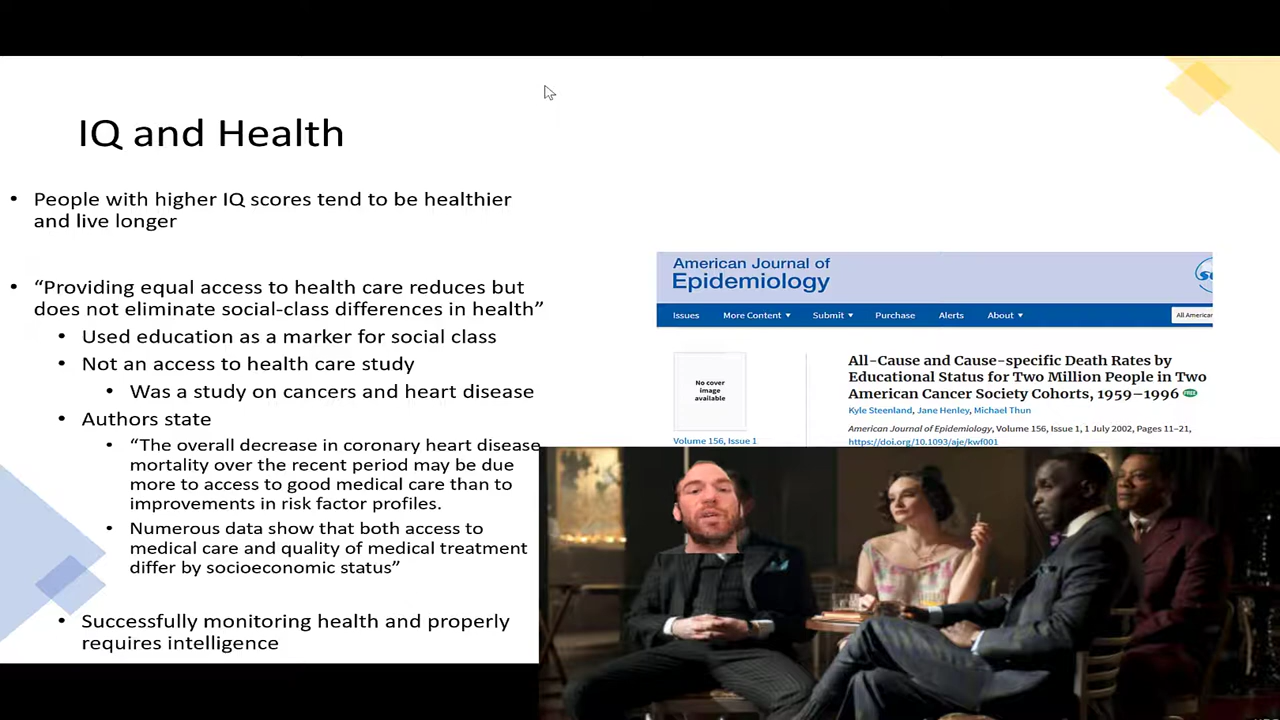 IQ and Health
• People with higher IQ scores tend to be healthier
and live longer
• “Providing equal access to health care reduces but
does not eliminate social-class differences in health”
• Used education as a marker for social class
• Not an access to health care study
• Was a study on cancers and heart disease
• Authors state
• “The overall decrease in coronary heart disease
mortality over the recent period may be due
more to access to good medical care than to
improvements in risk factor profiles.
• Numerous data show that both access to
medical care and quality of medical treatment
differ by socioeconomic status”
• Successfully monitoring health and properly
requires intelligence
American Journal of
Epidemiology
Issues More Content Submit Purchase Alerts About All American
No cover
image
available
Volume 156, Issue 1
All-Cause and Cause-specific Death Rates by
Educational Status for Two Million People in Two
American Cancer Society Cohorts, 1959–1996 FREE
Kyle Steenland, Jane Henley, Michael Thun
American Journal of Epidemiology, Volume 156, Issue 1, 1 July 2002, Pages 11–21,
https://doi.org/10.1093/aje/kwf001